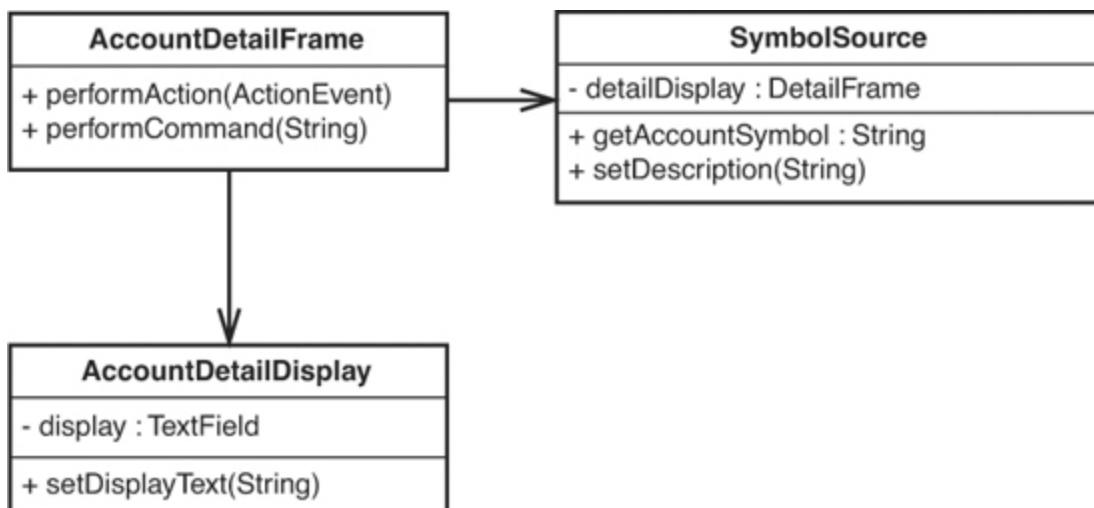 AccountDetailFrame
+ performAction(ActionEvent)
+ performCommand(String)
SymbolSource
- detailDisplay : DetailFrame
+ getAccountSymbol : String
+ setDescription(String)
AccountDetailDisplay
- display : TextField
+ setDisplayText(String)